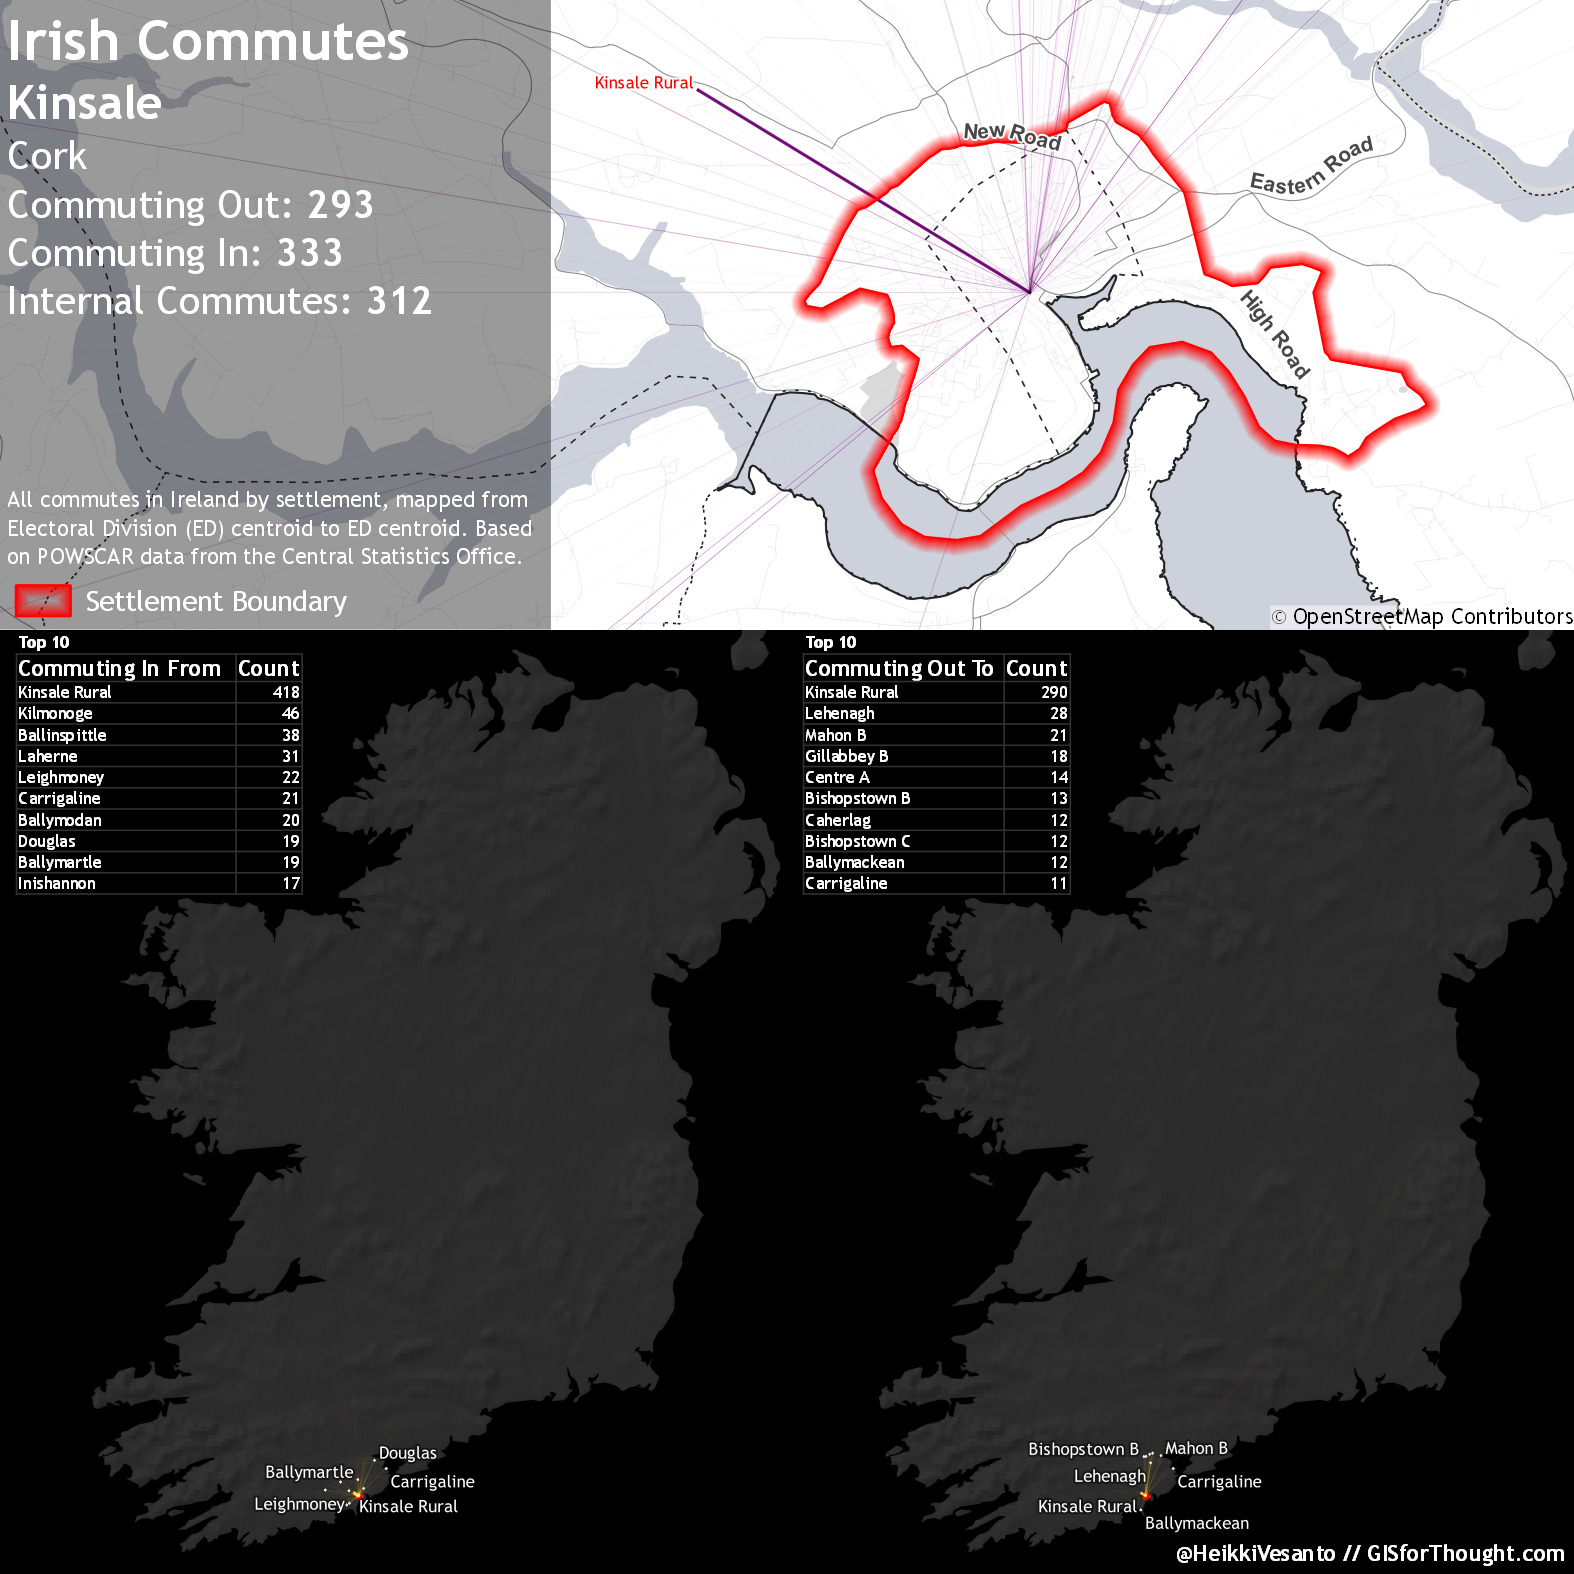 Irish Commutes
Kinsale
Cork
Commuting Out: 293
Commuting In: 333
Internal Commutes: 312
All commutes in Ireland by settlement, mapped from
Electoral Division (ED) centroid to ED centroid. Based
on POWSCAR data from the Central Statistics Office.
Settlement Boundary
Kinsale Rural
New Road
Eastern Road
High Road
© OpenStreetMap Contributors
Top 10
Commuting In From Count
Kinsale Rural 418
Kilmonoge 46
Ballinspittle 38
Laherne 31
Leighmoney 22
Carrigaline 21
Ballymodan 20
Douglas 19
Ballymartle 19
Inishannon 17
Top 10
Commuting Out To Count
Kinsale Rural 290
Lehenagh 28
Mahon B 21
Gillabbey B 18
Centre A 14
Bishopstown B 13
Caherlag 12
Bishopstown C 12
Ballymackean 12
Carrigaline 11
Douglas
Ballymartle
Carrigaline
Leighmoney
Kinsale Rural
Bishopstown B
Mahon B
Lehenagh
Carrigaline
Kinsale Rural
Ballymackean
@HeikkiVesanto // GISforThought.com